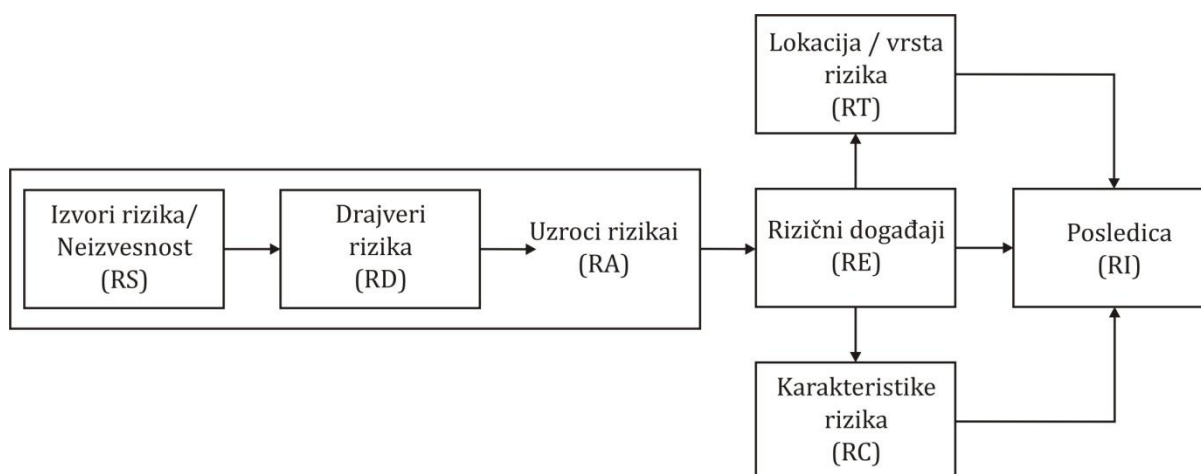 Lokacija / vrsta
rizika
(RT)
Izvori rizika/
Neizvesnost
(RS)
Drajveri
rizika
(RD)
Uzroci rizikai
(RA)
Rizični događaji
(RE)
Posledica
(RI)
Karakteristike
rizika
(RC)